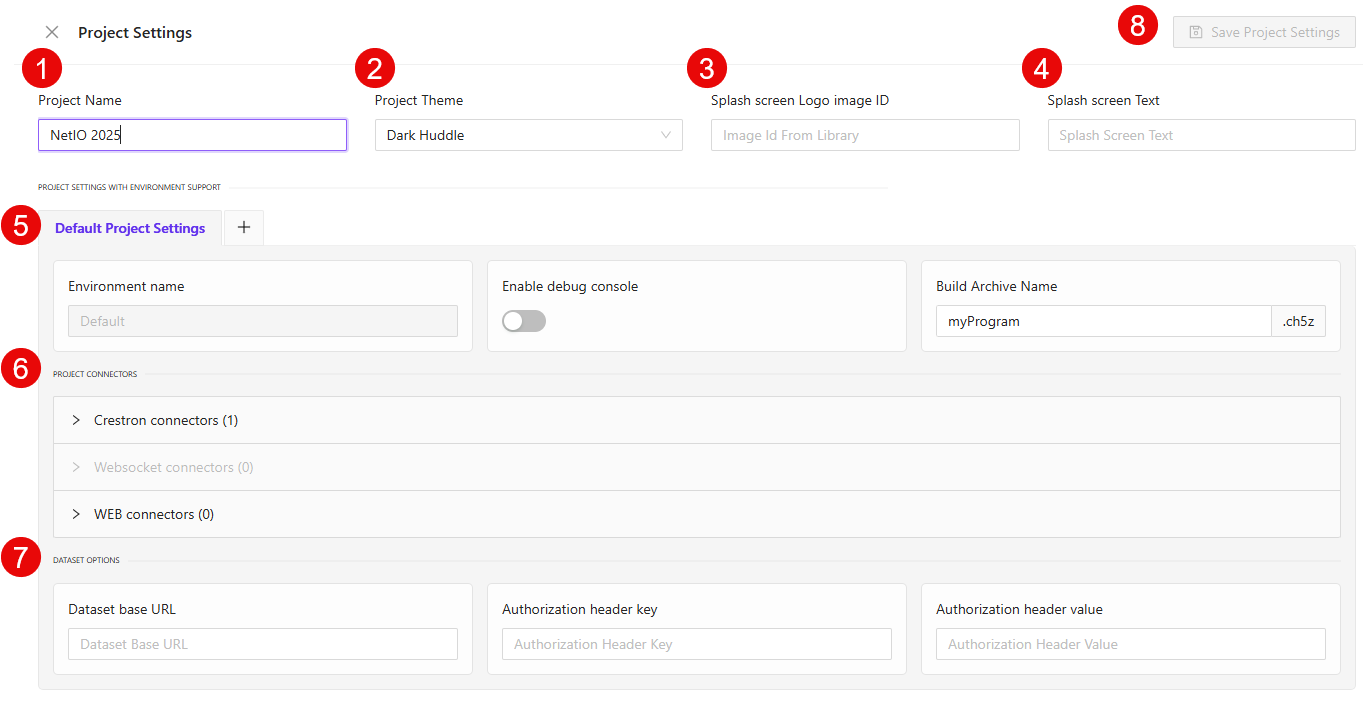 Project Settings
8
Save Project Settings
1
2
3
4
Project Name
Project Theme
Splash screen Logo image ID
Splash screen Text
NetIO 2025
Dark Huddle
Image Id From Library
Splash Screen Text
PROJECT SETTINGS WITH ENVIRONMENT SUPPORT
5
Default Project Settings
+
Environment name
Enable debug console
Build Archive Name
Default
myProgram
.ch5z
6
PROJECT CONNECTORS
Crestron connectors (1)
Websocket connectors (0)
WEB connectors (0)
7
DATASET OPTIONS
Dataset base URL
Authorization header key
Authorization header value
Dataset Base URL
Authorization Header Key
Authorization Header Value